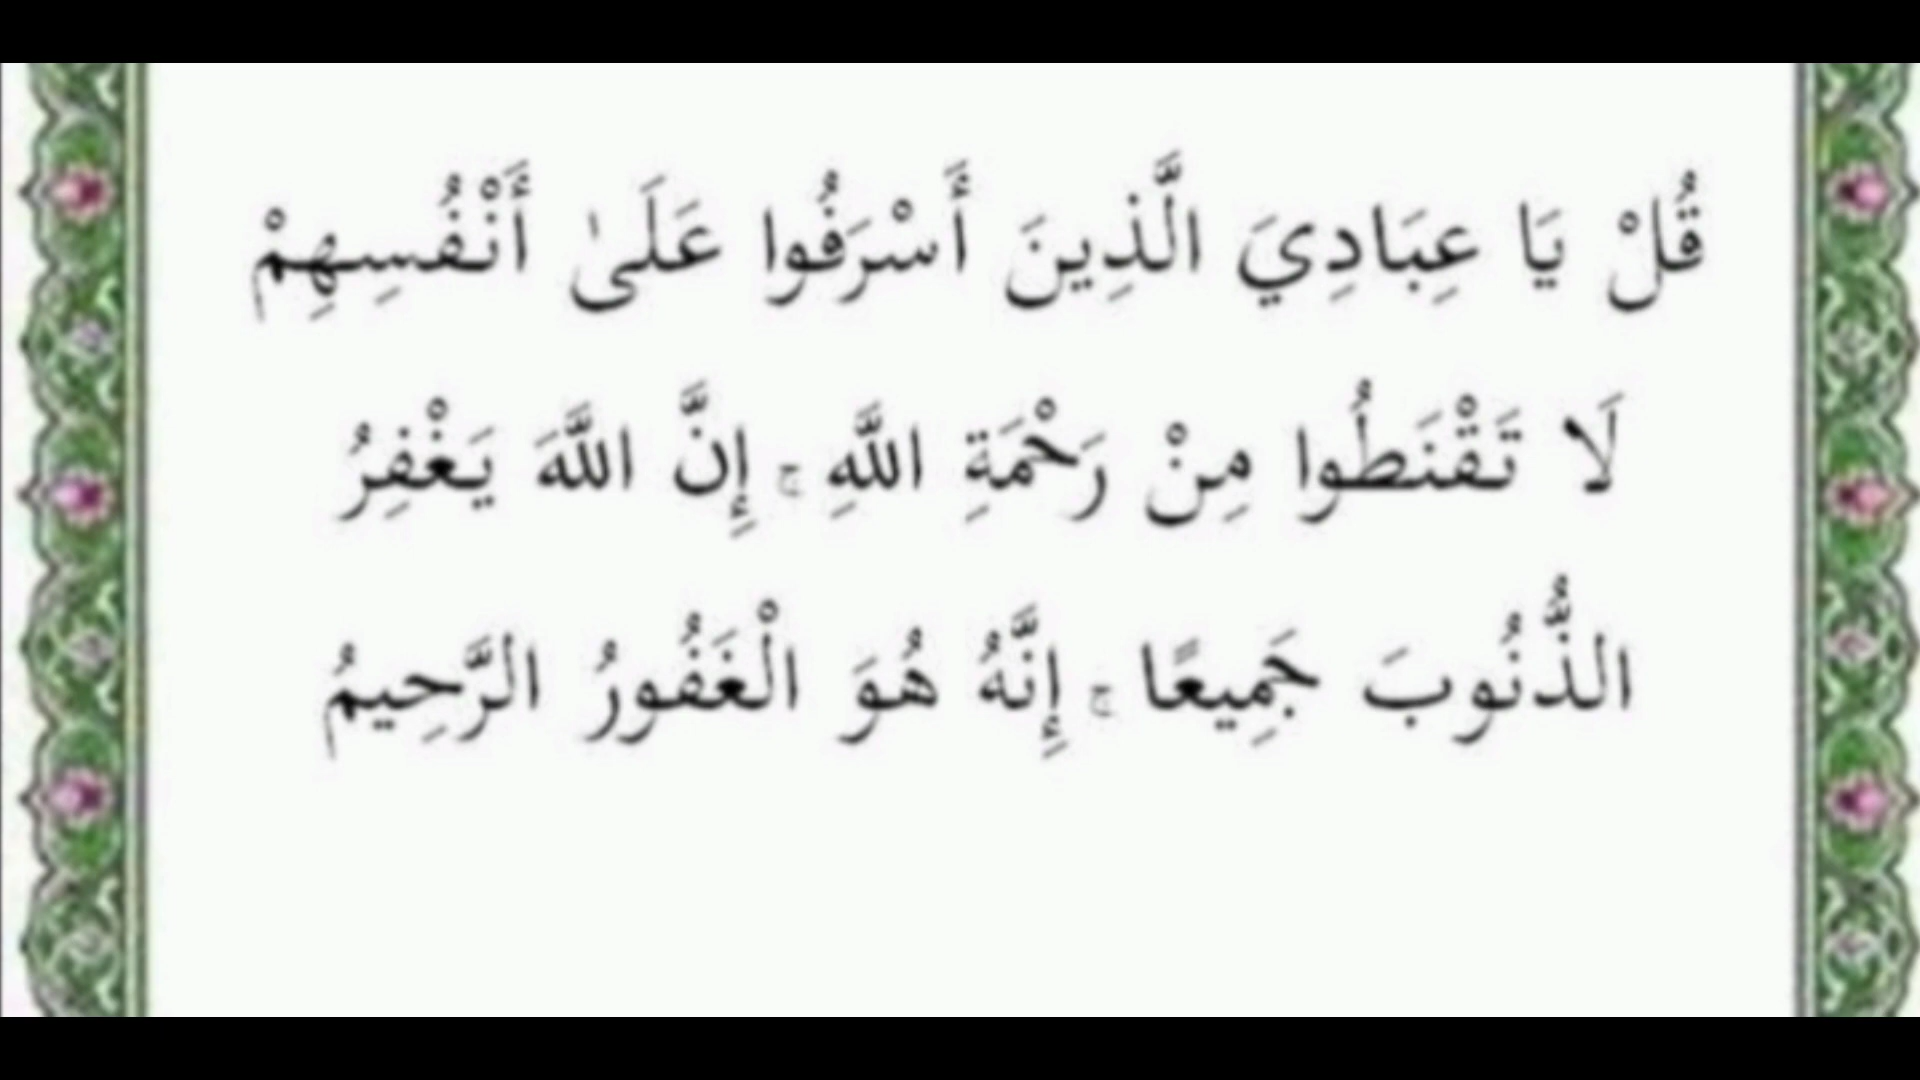 قُلْ يَا عِبَادِيَ الَّذِينَ أَسْرَفُوا عَلَىٰ أَنْفُسِهِمْ
لَا تَقْنَطُوا مِنْ رَحْمَةِ اللَّهِ ۚ إِنَّ اللَّهَ يَغْفِرُ
الذُّنُوبَ جَمِيعًا ۚ إِنَّهُ هُوَ الْغَفُورُ الرَّحِيمُ